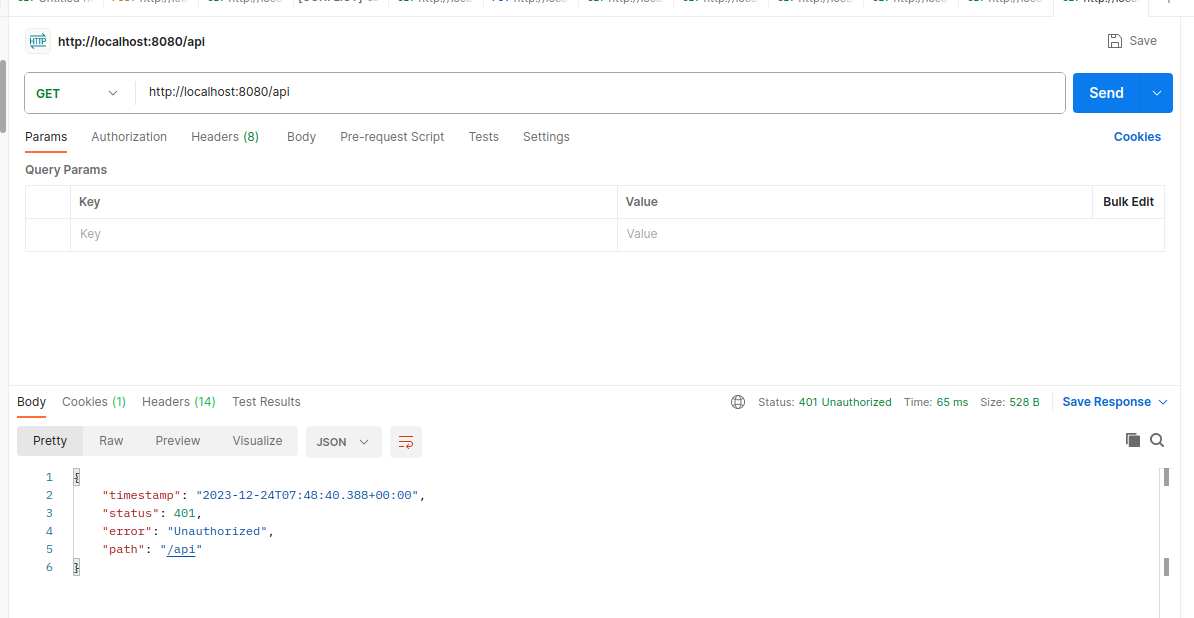 HTTP http://localhost:8080/api Save
GET http://localhost:8080/api Send
Params Authorization Headers (8) Body Pre-request Script Tests Settings Cookies
Query Params
Key Value Bulk Edit
Key Value
Body Cookies (1) Headers (14) Test Results Status: 401 Unauthorized Time: 65 ms Size: 528 B Save Response
Pretty Raw Preview Visualize JSON
1 {
2 "timestamp": "2023-12-24T07:48:40.388+00:00",
3 "status": 401,
4 "error": "Unauthorized",
5 "path": "/api"
6 }